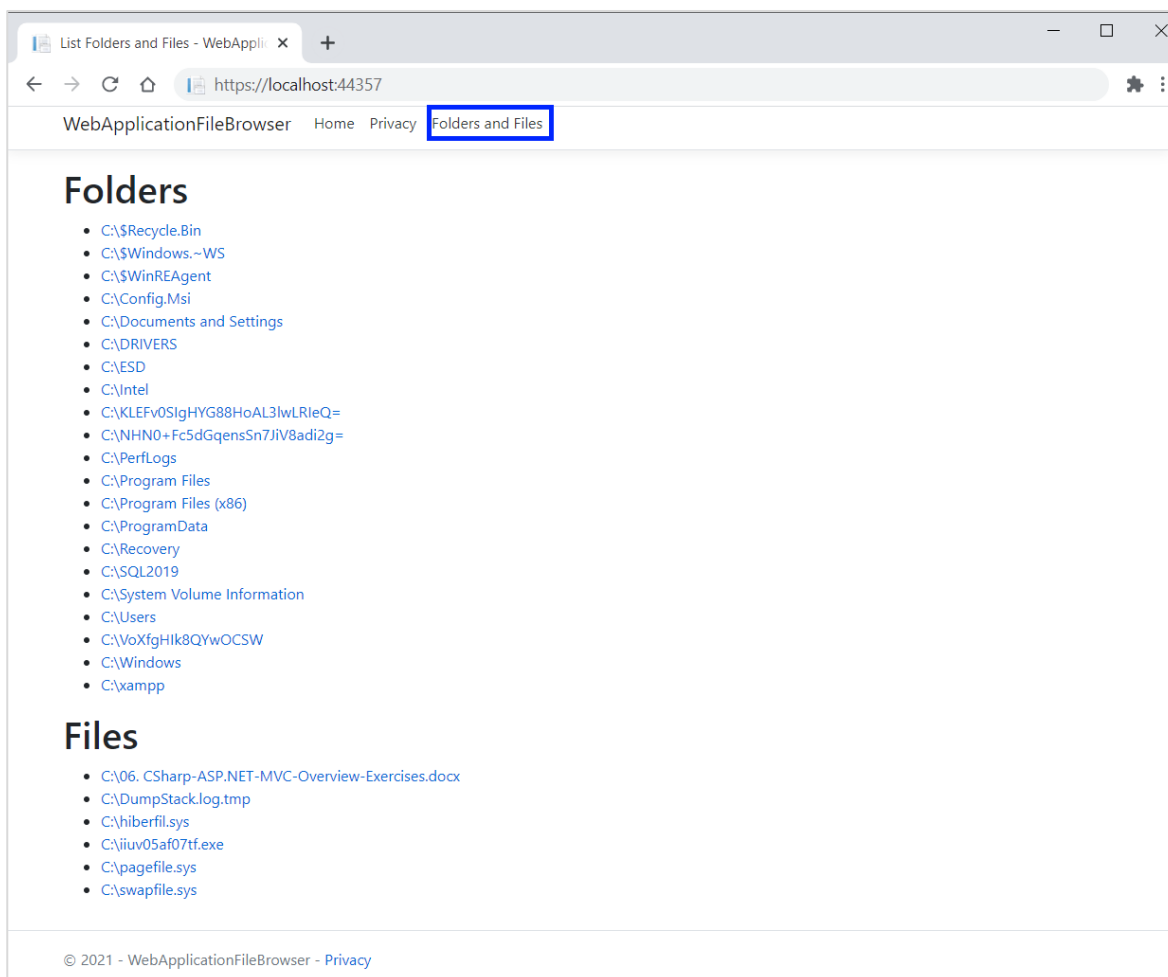 List Folders and Files - WebAppli
https://localhost:44357
WebApplicationFileBrowser Home Privacy Folders and Files
Folders
C:\$Recycle.Bin
C:\$Windows.~WS
C:\$WinREAgent
C:\Config.Msi
C:\Documents and Settings
C:\DRIVERS
C:\ESD
C:\Intel
C:\KLEFv0SIgHYG88HoAL3lwLRIeQ=
C:\NHN0+Fc5dGqensSn7JiV8adi2g=
C:\PerfLogs
C:\Program Files
C:\Program Files (x86)
C:\ProgramData
C:\Recovery
C:\SQL2019
C:\System Volume Information
C:\Users
C:\VoXfgHIk8QYwOCSW
C:\Windows
C:\xampp
Files
C:\06. CSharp-ASP.NET-MVC-Overview-Exercises.docx
C:\DumpStack.log.tmp
C:\hiberfil.sys
C:\iiuv05af07tf.exe
C:\pagefile.sys
C:\swapfile.sys
© 2021 - WebApplicationFileBrowser - Privacy